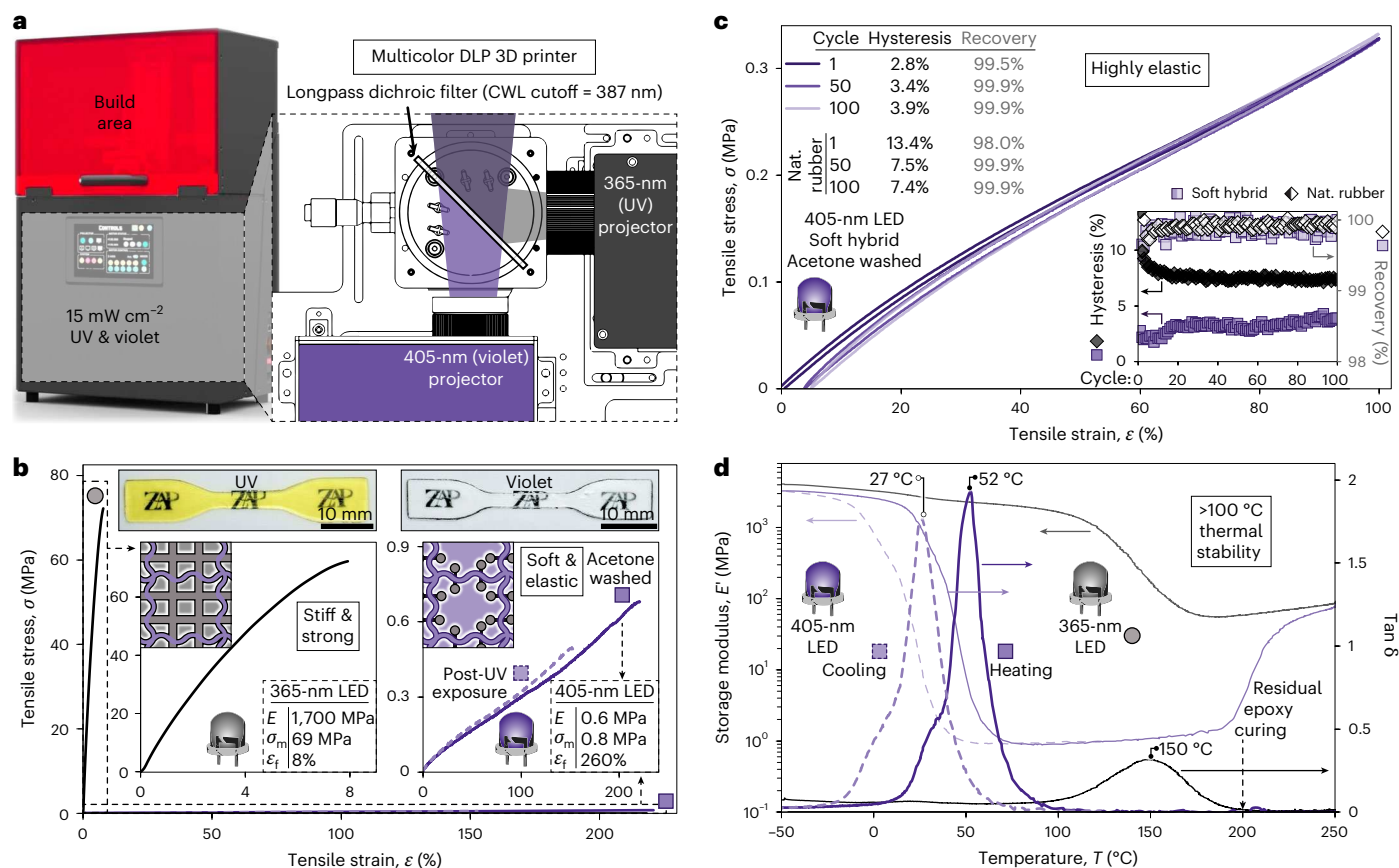 a
Multicolor DLP 3D printer
Longpass dichroic filter (CWL cutoff = 387 nm)
Build
area
365-nm
(UV)
projector
CONTROLS
15 mW cm⁻²
UV & violet
405-nm (violet)
projector
b
Tensile stress, σ (MPa)
80
60
40
20
0
0
50
100
150
200
Tensile strain, ε (%)
UV
ZAP ZAP ZAP
10 mm
Violet
ZAP ZAP ZAP
10 mm
60
40
20
0
0
4
8
Stiff &
strong
365-nm LED
E 1,700 MPa
σm 69 MPa
εf 8%
0.9
0.6
0.3
0
0
100
200
Soft &
elastic
Acetone
washed
Post-UV
exposure
405-nm LED
E 0.6 MPa
σm 0.8 MPa
εf 260%
c
Tensile stress, σ (MPa)
0.3
0.2
0.1
0
0
20
40
60
80
100
Tensile strain, ε (%)
Cycle Hysteresis Recovery
1 2.8% 99.5%
50 3.4% 99.9%
100 3.9% 99.9%
Nat.
rubber
1 13.4% 98.0%
50 7.5% 99.9%
100 7.4% 99.9%
Highly elastic
405-nm LED
Soft hybrid
Acetone washed
Soft hybrid Nat. rubber
Hysteresis (%)
10
5
0
Cycle: 0 20 40 60 80 100
100
99
98
Recovery (%)
d
Storage modulus, E' (MPa)
10³
10²
10¹
10⁰
10⁻¹
−50
0
50
100
150
200
250
Temperature, T (°C)
2
1.5
1
0.5
0
Tan δ
27 °C
52 °C
>100 °C
thermal
stability
405-nm
LED
Cooling
Heating
365-nm
LED
Residual
epoxy
curing
150 °C